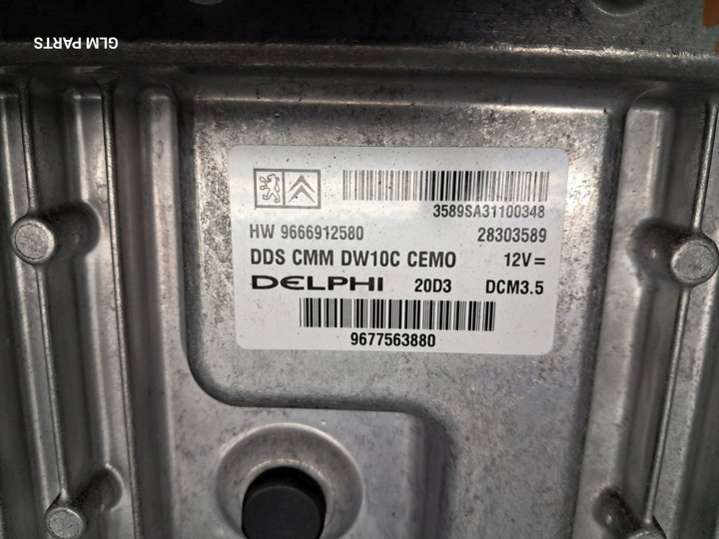 GLM PARTS
3589SA31100348
HW 9666912580 28303589
DDS CMM DW10C CEMO 12V=
DELPHI 20D3 DCM3.5
9677563880